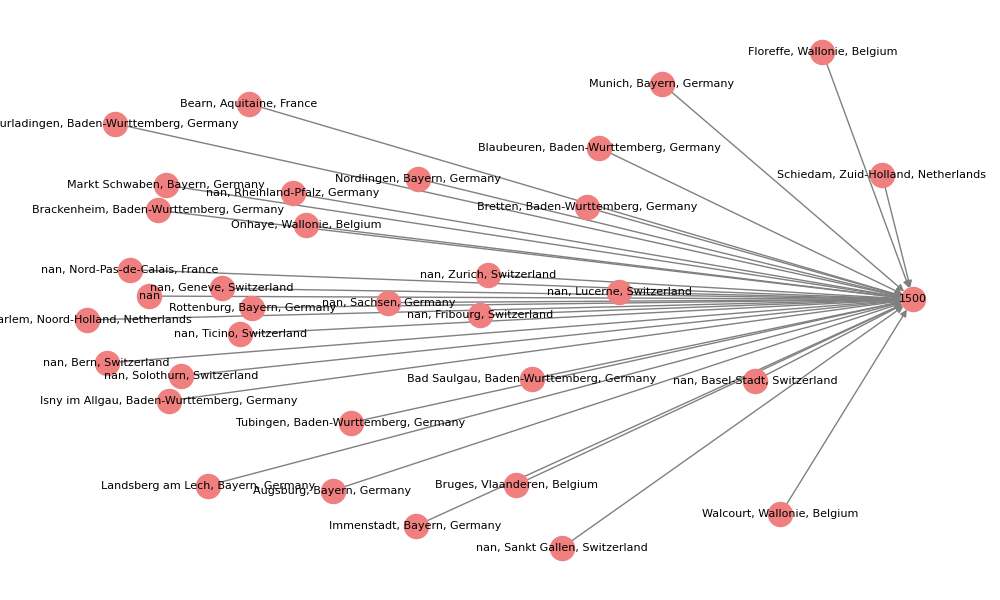 Floreffe, Wallonie, Belgium
Munich, Bayern, Germany
Bearn, Aquitaine, France
urladingen, Baden-Wurttemberg, Germany
Blaubeuren, Baden-Wurttemberg, Germany
Schiedam, Zuid-Holland, Netherlands
Nordlingen, Bayern, Germany
Markt Schwaben, Bayern, Germany
nan, Rheinland-Pfalz, Germany
Bretten, Baden-Wurttemberg, Germany
Brackenheim, Baden-Wurttemberg, Germany
Onhaye, Wallonie, Belgium
nan, Nord-Pas-de-Calais, France
nan, Zurich, Switzerland
nan, Geneve, Switzerland
nan, Lucerne, Switzerland
nan
1500
nan, Sachsen, Germany
Rottenburg, Bayern, Germany
nan, Fribourg, Switzerland
arlem, Noord-Holland, Netherlands
nan, Ticino, Switzerland
nan, Bern, Switzerland
nan, Solothurn, Switzerland
Bad Saulgau, Baden-Wurttemberg, Germany
nan, Basel-Stadt, Switzerland
Isny im Allgau, Baden-Wurttemberg, Germany
Tubingen, Baden-Wurttemberg, Germany
Landsberg am Lech, Bayern, Germany
Augsburg, Bayern, Germany
Bruges, Vlaanderen, Belgium
Walcourt, Wallonie, Belgium
Immenstadt, Bayern, Germany
nan, Sankt Gallen, Switzerland